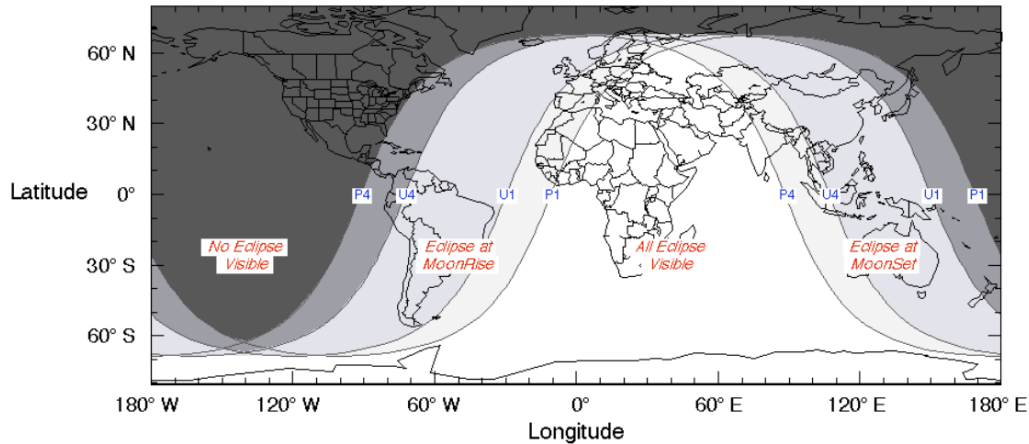 60° N
30° N
Latitude
0°
30° S
60° S
P4
U4
U1
P1
P4
U4
U1
P1
No Eclipse
Visible
Eclipse at
MoonRise
All Eclipse
Visible
Eclipse at
MoonSet
180° W
120° W
60° W
0°
60° E
120° E
180° E
Longitude